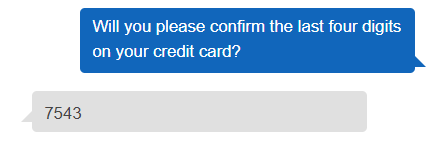 Will you please confirm the last four digits
on your credit card?
7543